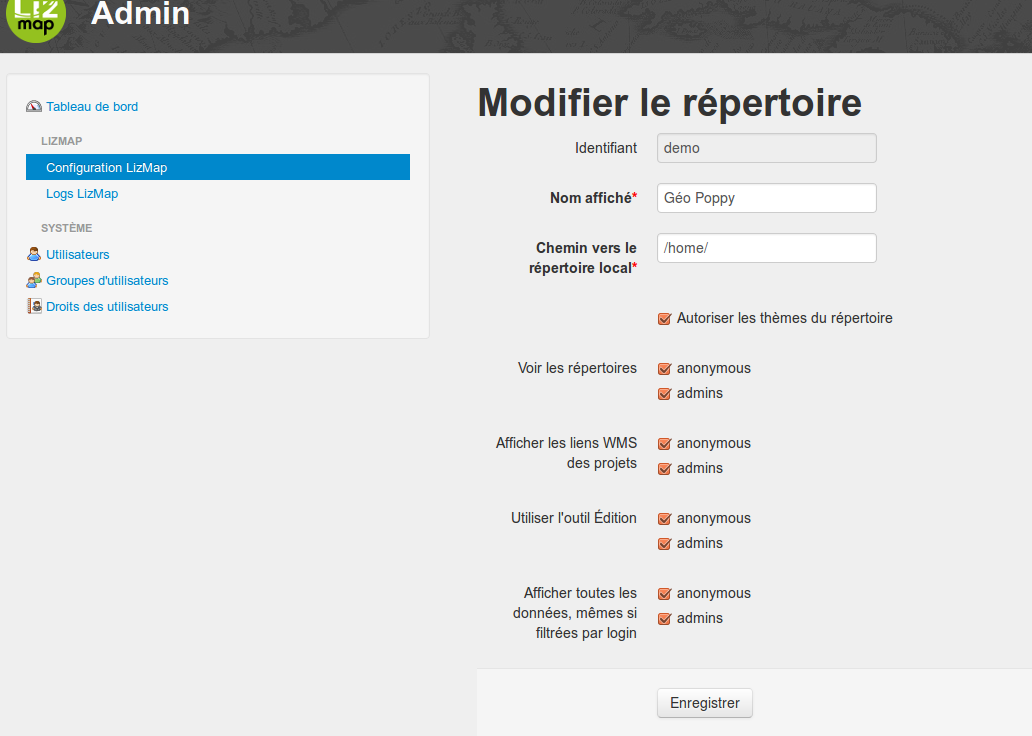 LIZ
map
Admin
Tableau de bord
LIZMAP
Configuration LizMap
Logs LizMap
SYSTÈME
Utilisateurs
Groupes d'utilisateurs
Droits des utilisateurs
Modifier le répertoire
Identifiant demo
Nom affiché* Géo Poppy
Chemin vers le /home/
répertoire local*
Autoriser les thèmes du répertoire
Voir les répertoires anonymous
admins
Afficher les liens WMS anonymous
des projets admins
Utiliser l'outil Édition anonymous
admins
Afficher toutes les anonymous
données, mêmes si admins
filtrées par login
Enregistrer